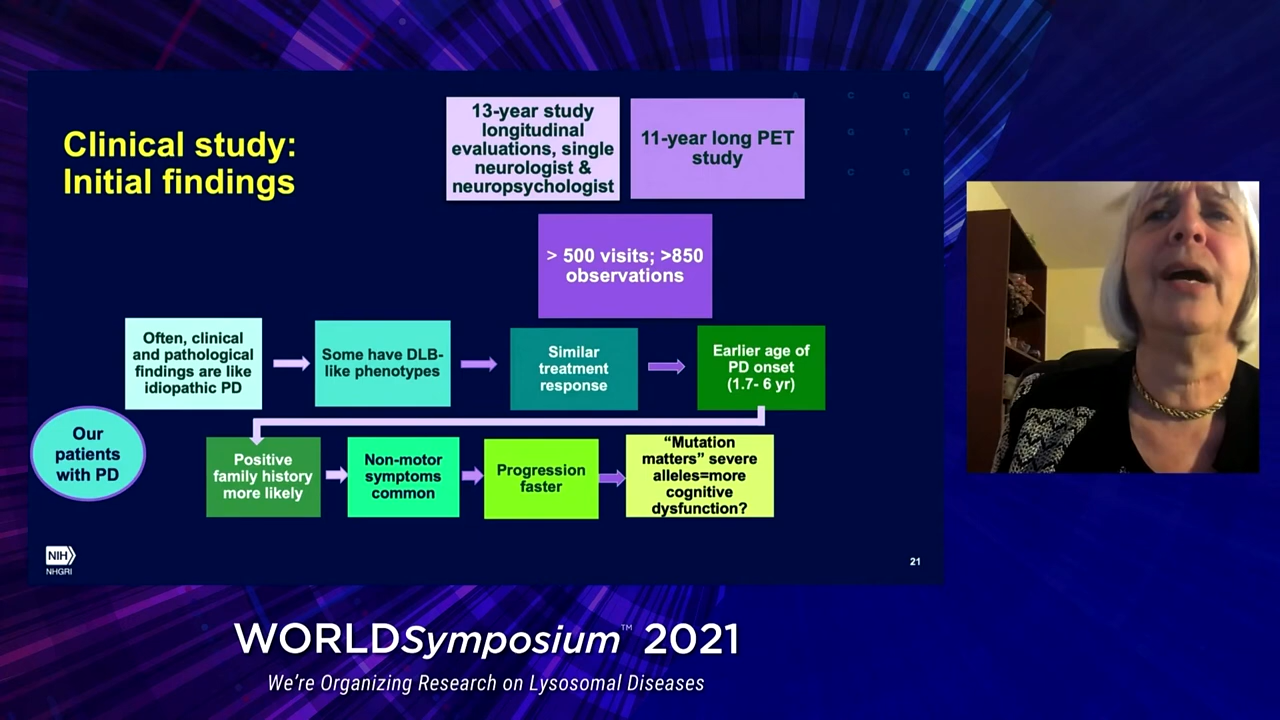 Clinical study:
Initial findings
13-year study
longitudinal
evaluations, single
neurologist &
neuropsychologist
11-year long PET
study
> 500 visits; >850
observations
Often, clinical
and pathological
findings are like
idiopathic PD
Some have DLB-
like phenotypes
Similar
treatment
response
Earlier age of
PD onset
(1.7- 6 yr)
Our
patients
with PD
Positive
family history
more likely
Non-motor
symptoms
common
Progression
faster
“Mutation
matters” severe
alleles=more
cognitive
dysfunction?
A C G
G T
C G
NIH
NHGRI
21
WORLDSymposium™ 2021
We're Organizing Research on Lysosomal Diseases